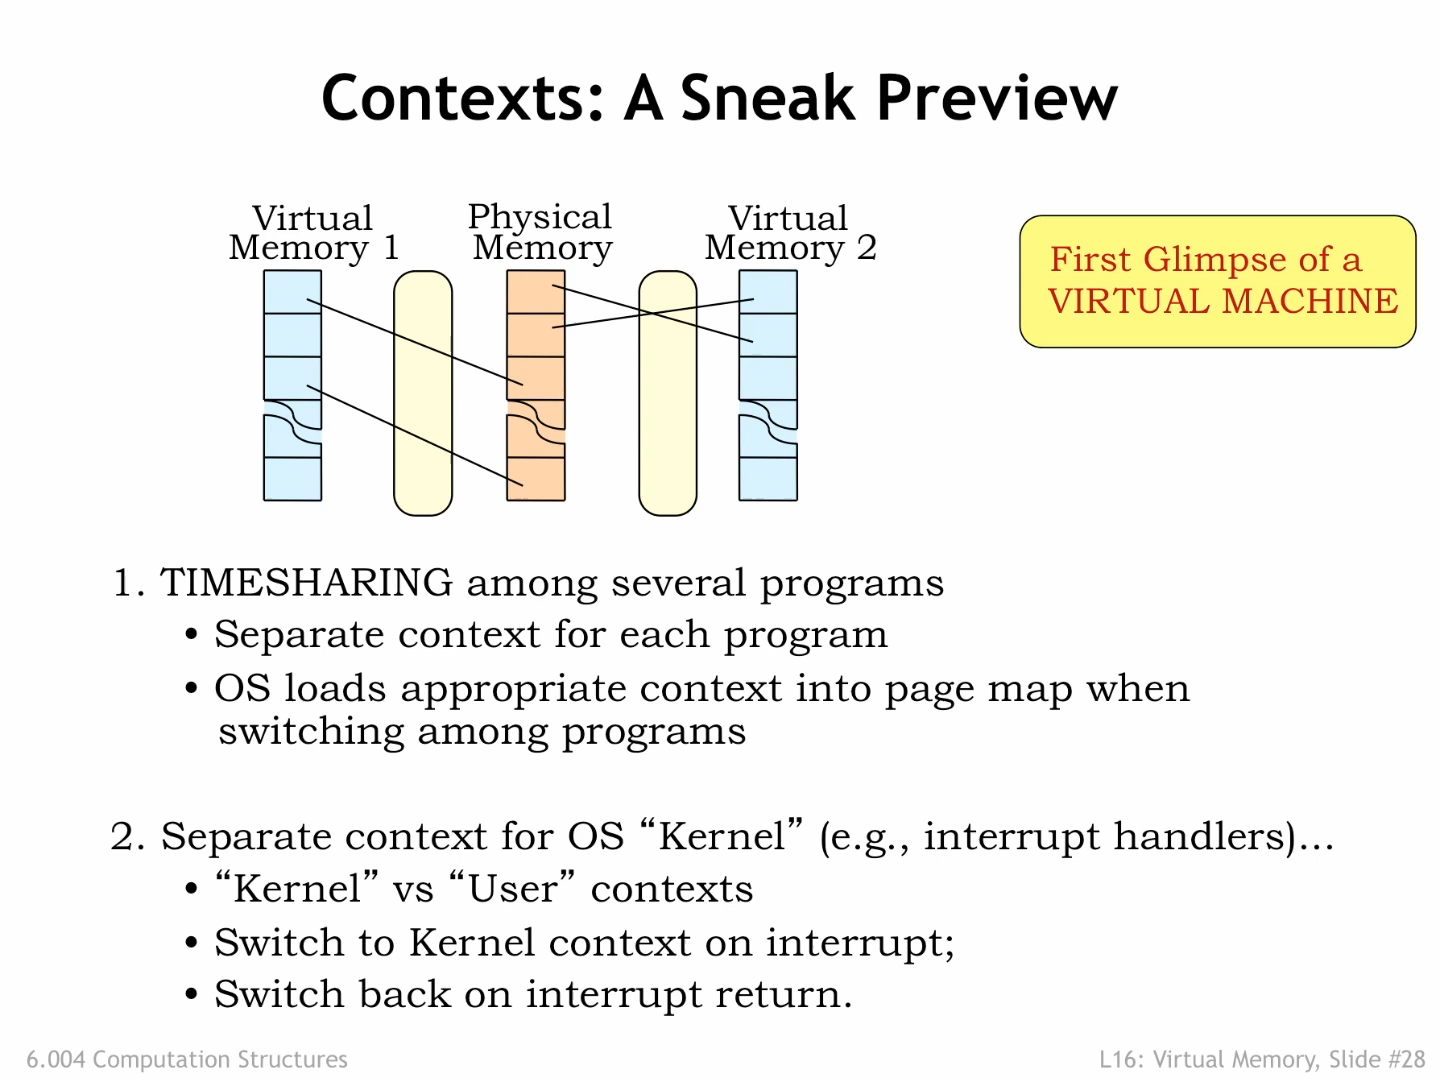 Contexts: A Sneak Preview
Virtual
Memory 1
Physical
Memory
Virtual
Memory 2
First Glimpse of a
VIRTUAL MACHINE
1. TIMESHARING among several programs
• Separate context for each program
• OS loads appropriate context into page map when
switching among programs
2. Separate context for OS “Kernel” (e.g., interrupt handlers)...
• “Kernel” vs “User” contexts
• Switch to Kernel context on interrupt;
• Switch back on interrupt return.
6.004 Computation Structures
L16: Virtual Memory, Slide #28